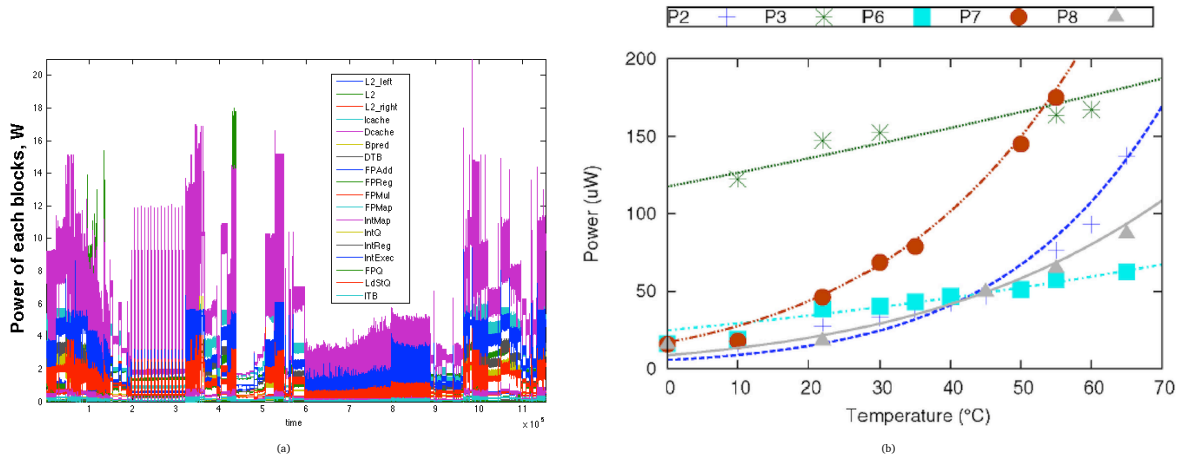 Power of each blocks, W
20
18
16
14
12
10
8
6
4
2
0
L2_left
L2
L2_right
Icache
Dcache
Bpred
DTB
FPAdd
FPReg
FPMul
FPMap
IntMap
IntQ
IntReg
IntExec
FPQ
LdStQ
ITB
1 2 3 4 5 6 7 8 9 10 11
time
x 10^5
(a)
P2 P3 P6 P7 P8
Power (uW)
200
150
100
50
0
0 10 20 30 40 50 60 70
Temperature (°C)
(b)